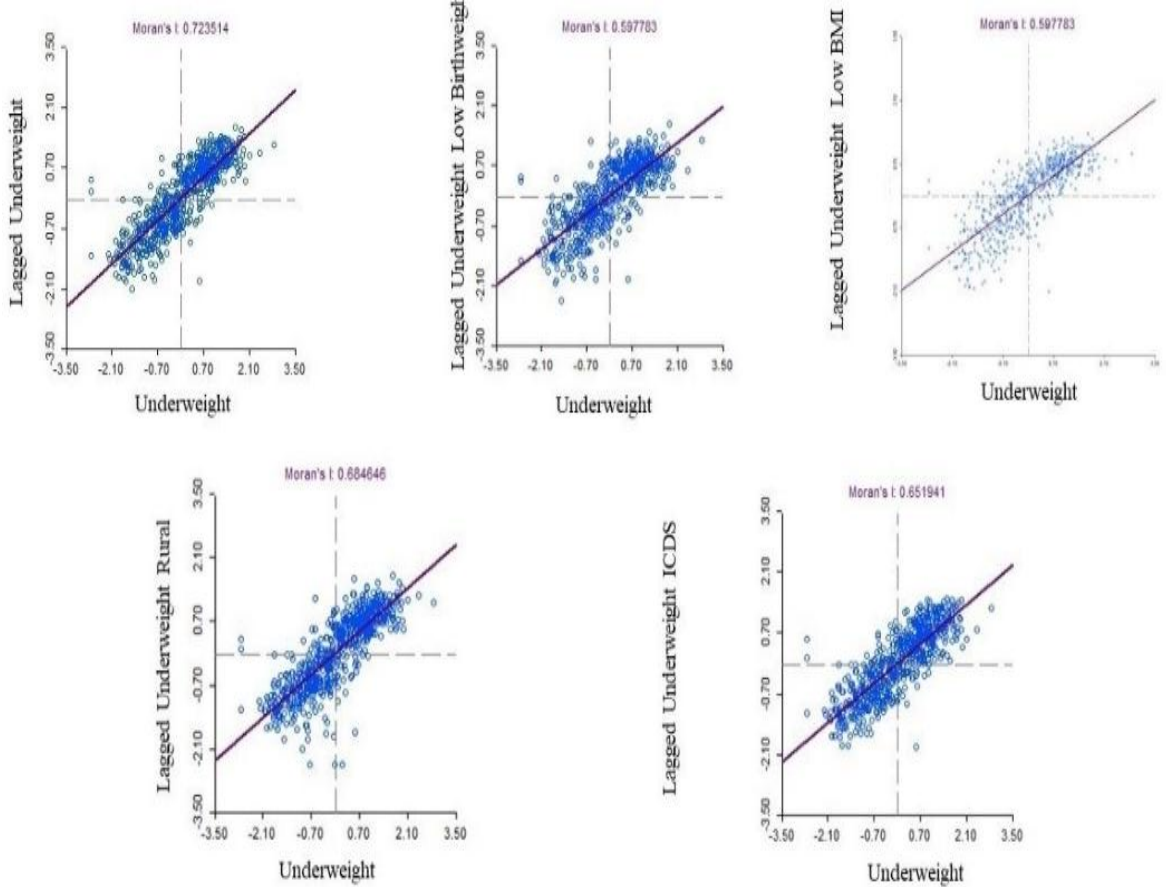 Moran's I: 0.723514
Lagged Underweight
3.50
2.10
0.70
-0.70
-2.10
-3.50
-3.50 -2.10 -0.70 0.70 2.10 3.50
Underweight
Moran's I: 0.597783
Lagged Underweight Low Birthweight
3.50
2.10
0.70
-0.70
-2.10
-3.50
-3.50 -2.10 -0.70 0.70 2.10 3.50
Underweight
Moran's I: 0.597783
Lagged Underweight Low BMI
Underweight
Moran's I: 0.684646
Lagged Underweight Rural
3.50
2.10
0.70
-0.70
-2.10
-3.50
-3.50 -2.10 -0.70 0.70 2.10 3.50
Underweight
Moran's I: 0.651941
Lagged Underweight ICDS
3.50
2.10
0.70
-0.70
-2.10
-3.50
-3.50 -2.10 -0.70 0.70 2.10 3.50
Underweight